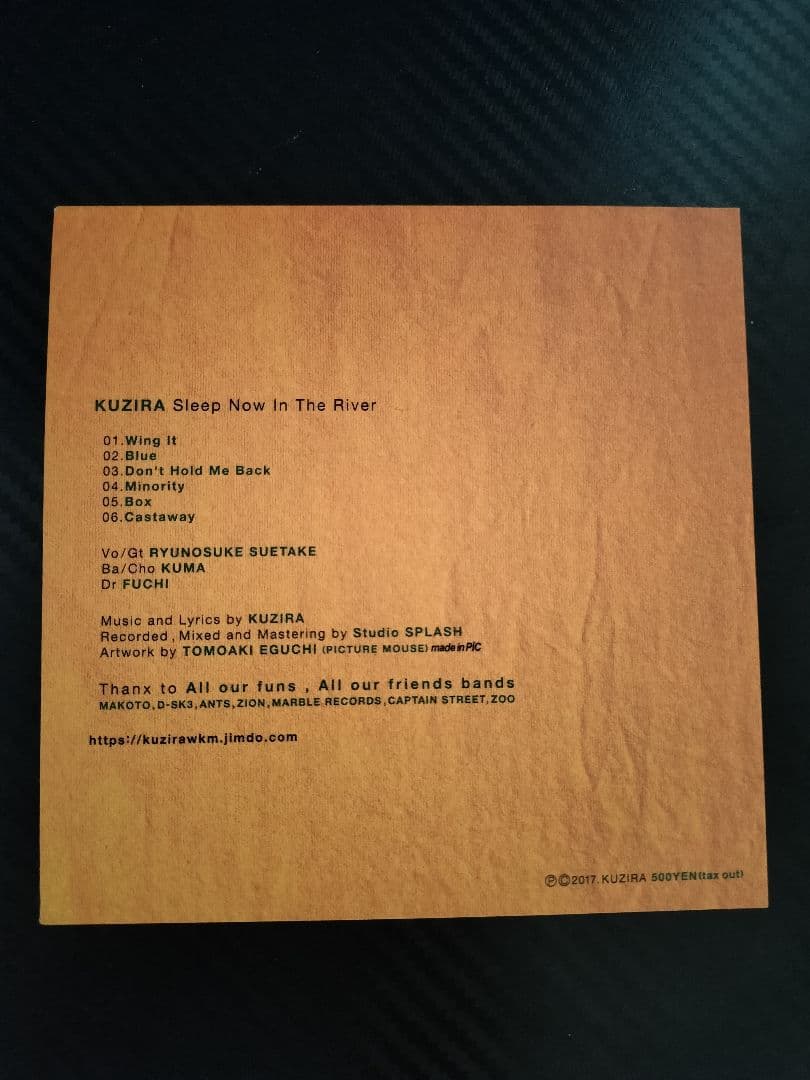 KUZIRA Sleep Now In The River
01.Wing It
02.Blue
03.Don't Hold Me Back
04.Minority
05.Box
06.Castaway
Vo/Gt RYUNOSUKE SUETAKE
Ba/Cho KUMA
Dr FUCHI
Music and Lyrics by KUZIRA
Recorded , Mixed and Mastering by Studio SPLASH
Artwork by TOMOAKI EGUCHI (PICTURE MOUSE) made in PIC
Thanx to All our funs , All our friends bands
MAKOTO,D-SK3,ANTS,ZION,MARBLE RECORDS,CAPTAIN STREET,ZOO
https://kuzirawkm.jimdo.com
℗©2017. KUZIRA 500YEN(tax out)